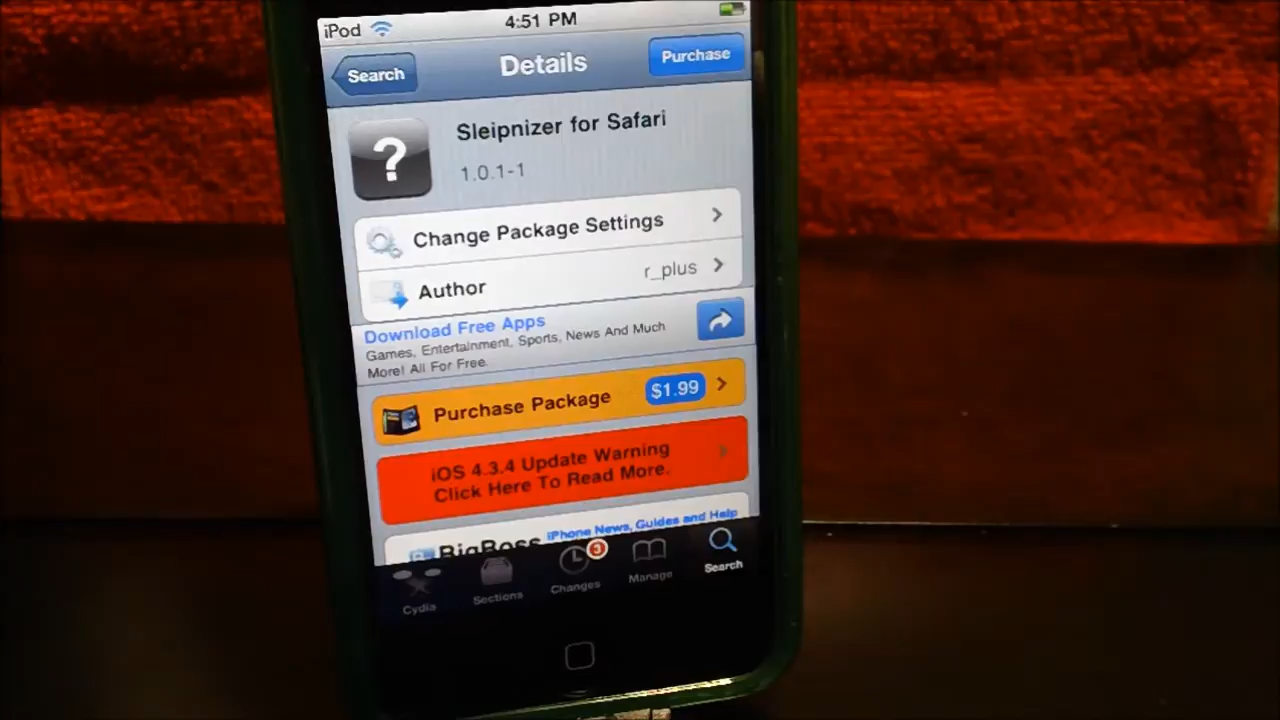 iPod 4:51 PM
Search Details Purchase
?
Sleipnizer for Safari
1.0.1-1
Change Package Settings
Author r_plus
Download Free Apps
Games, Entertainment, Sports, News And Much
More! All For Free.
Purchase Package $1.99
iOS 4.3.4 Update Warning
Click Here To Read More.
BigBoss iPhone News, Guides and Help
3
Cydia Sections Changes Manage Search